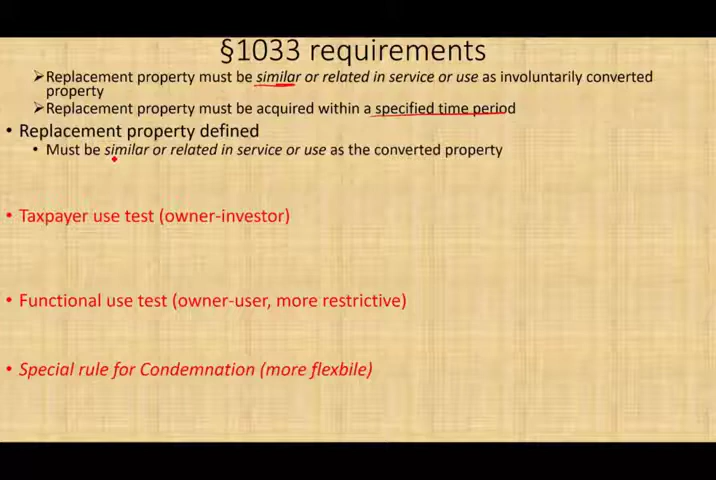 §1033 requirements
➢Replacement property must be similar or related in service or use as involuntarily converted
property
➢Replacement property must be acquired within a specified time period
• Replacement property defined
• Must be similar or related in service or use as the converted property
• Taxpayer use test (owner-investor)
• Functional use test (owner-user, more restrictive)
• Special rule for Condemnation (more flexbile)